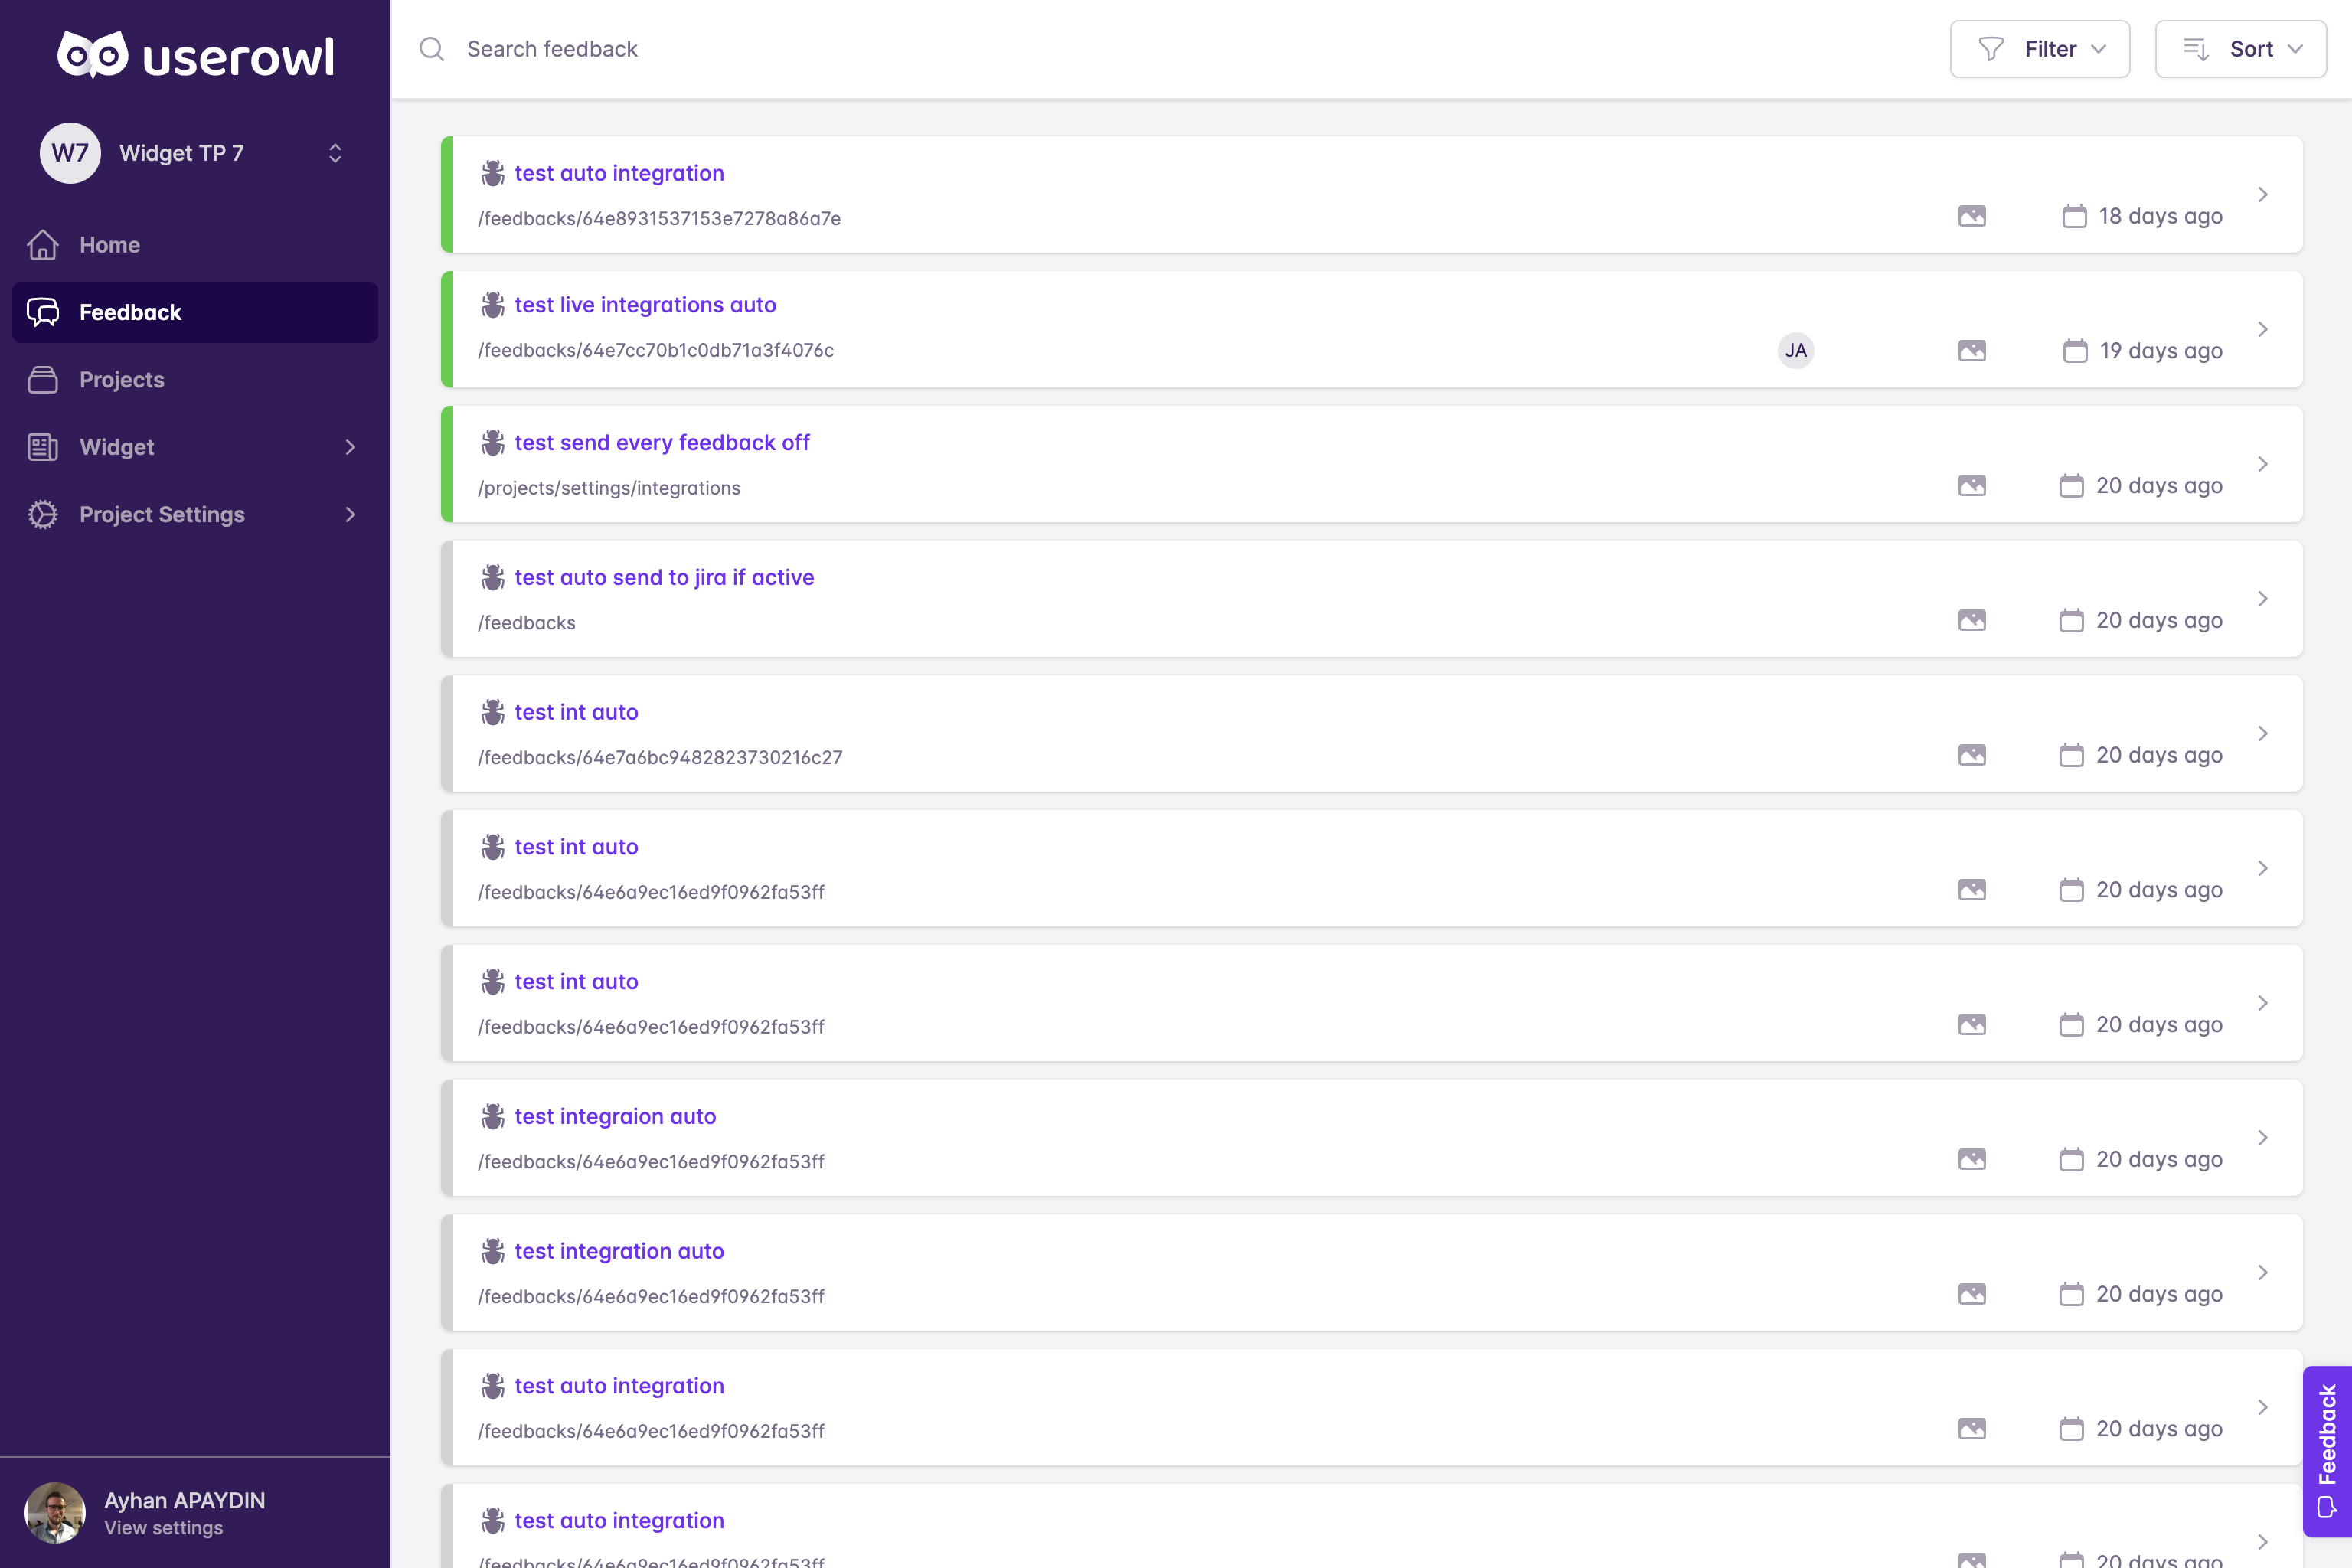 userowl
W7
Widget TP 7
Home
Feedback
Projects
Widget
Project Settings
Ayhan APAYDIN
View settings
Search feedback
Filter
Sort
test auto integration
/feedbacks/64e8931537153e7278a86a7e
18 days ago
test live integrations auto
/feedbacks/64e7cc70b1c0db71a3f4076c
JA
19 days ago
test send every feedback off
/projects/settings/integrations
20 days ago
test auto send to jira if active
/feedbacks
20 days ago
test int auto
/feedbacks/64e7a6bc9482823730216c27
20 days ago
test int auto
/feedbacks/64e6a9ec16ed9f0962fa53ff
20 days ago
test int auto
/feedbacks/64e6a9ec16ed9f0962fa53ff
20 days ago
test integraion auto
/feedbacks/64e6a9ec16ed9f0962fa53ff
20 days ago
test integration auto
/feedbacks/64e6a9ec16ed9f0962fa53ff
20 days ago
test auto integration
/feedbacks/64e6a9ec16ed9f0962fa53ff
20 days ago
test auto integration
/feedbacks/64e6a9ec16ed9f0962fa53ff
20 days ago
Feedback